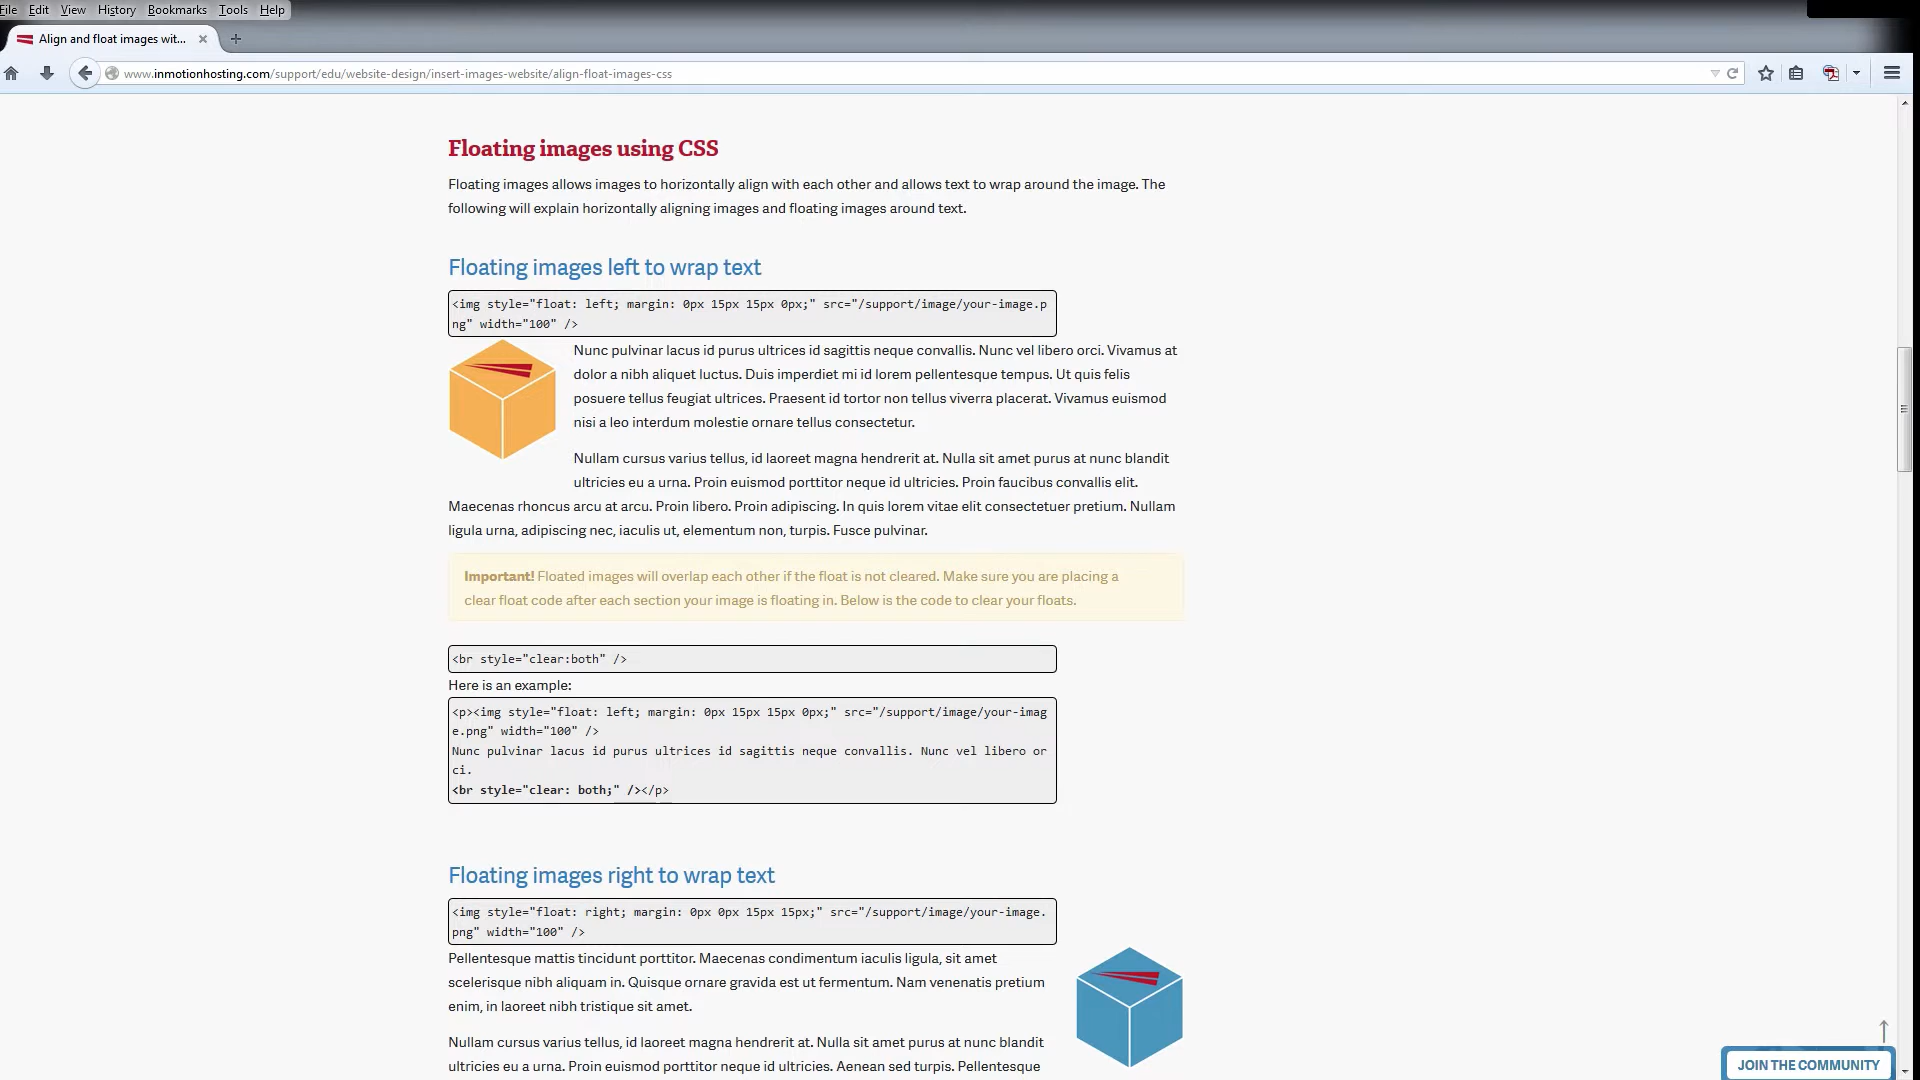 File Edit View History Bookmarks Tools Help
Align and float images wit...
www.inmotionhosting.com/support/edu/website-design/insert-images-website/align-float-images-css
Floating images using CSS
Floating images allows images to horizontally align with each other and allows text to wrap around the image. The
following will explain horizontally aligning images and floating images around text.
Floating images left to wrap text
<img style="float: left; margin: 0px 15px 15px 0px;" src="/support/image/your-image.p
ng" width="100" />
Nunc pulvinar lacus id purus ultrices id sagittis neque convallis. Nunc vel libero orci. Vivamus at
dolor a nibh aliquet luctus. Duis imperdiet mi id lorem pellentesque tempus. Ut quis felis
posuere tellus feugiat ultrices. Praesent id tortor non tellus viverra placerat. Vivamus euismod
nisi a leo interdum molestie ornare tellus consectetur.
Nullam cursus varius tellus, id laoreet magna hendrerit at. Nulla sit amet purus at nunc blandit
ultricies eu a urna. Proin euismod porttitor neque id ultricies. Proin faucibus convallis elit.
Maecenas rhoncus arcu at arcu. Proin libero. Proin adipiscing. In quis lorem vitae elit consectetuer pretium. Nullam
ligula urna, adipiscing nec, iaculis ut, elementum non, turpis. Fusce pulvinar.
Important! Floated images will overlap each other if the float is not cleared. Make sure you are placing a
clear float code after each section your image is floating in. Below is the code to clear your floats.
<br style="clear:both" />
Here is an example:
<p><img style="float: left; margin: 0px 15px 15px 0px;" src="/support/image/your-imag
e.png" width="100" />
Nunc pulvinar lacus id purus ultrices id sagittis neque convallis. Nunc vel libero or
ci.
<br style="clear: both;" /></p>
Floating images right to wrap text
<img style="float: right; margin: 0px 0px 15px 15px;" src="/support/image/your-image.
png" width="100" />
Pellentesque mattis tincidunt porttitor. Maecenas condimentum iaculis ligula, sit amet
scelerisque nibh aliquam in. Quisque ornare gravida est ut fermentum. Nam venenatis pretium
enim, in laoreet nibh tristique sit amet.
Nullam cursus varius tellus, id laoreet magna hendrerit at. Nulla sit amet purus at nunc blandit
ultricies eu a urna. Proin euismod porttitor neque id ultricies. Aenean sed turpis. Pellentesque
JOIN THE COMMUNITY